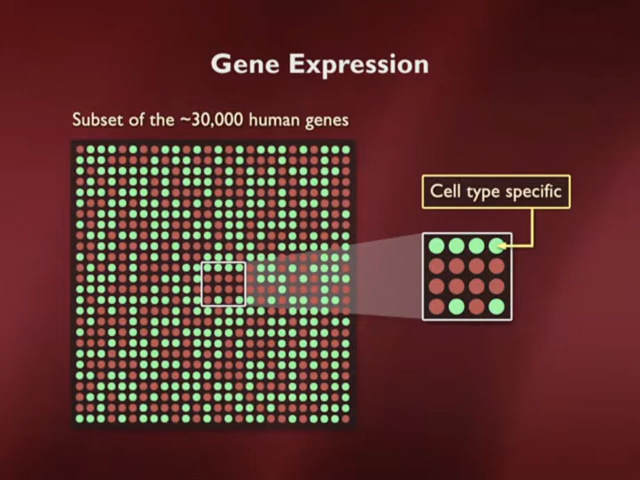 Gene Expression
Subset of the ~30,000 human genes
Cell type specific